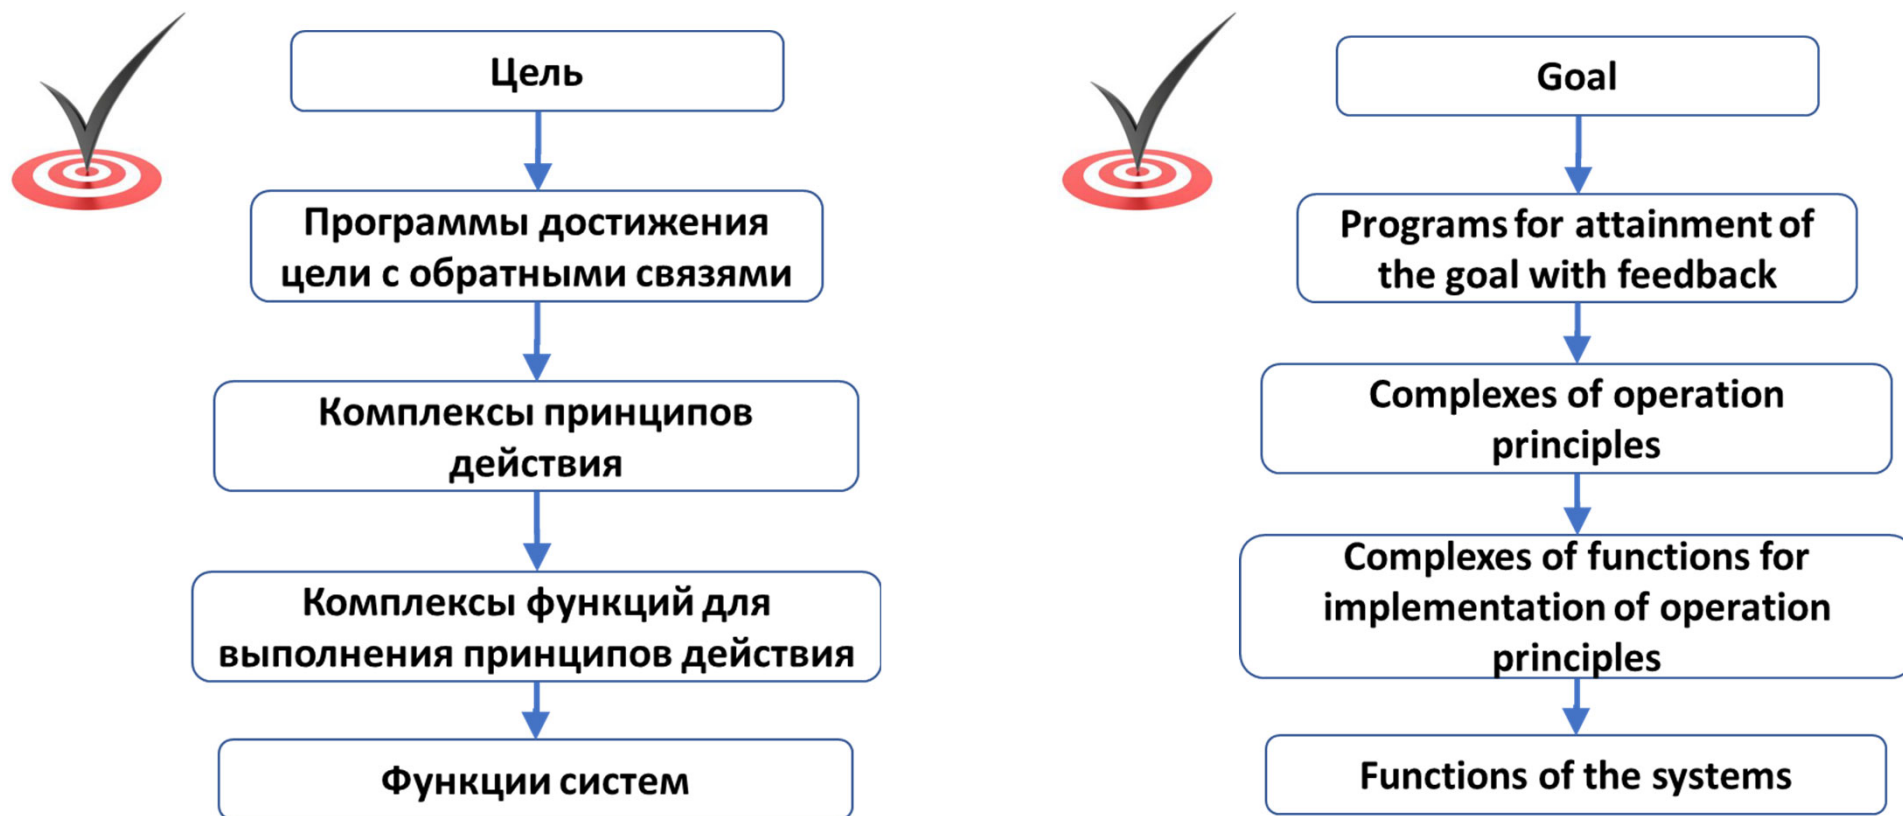 Цель
Программы достижения
цели с обратными связями
Комплексы принципов
действия
Комплексы функций для
выполнения принципов действия
Функции систем
Goal
Programs for attainment of
the goal with feedback
Complexes of operation
principles
Complexes of functions for
implementation of operation
principles
Functions of the systems